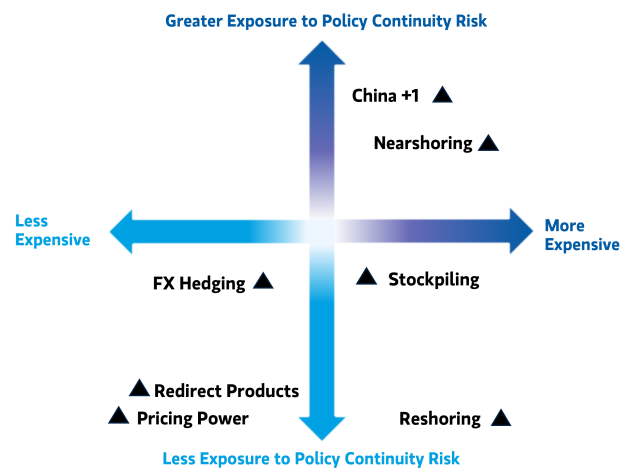 Greater Exposure to Policy Continuity Risk
China +1
Nearshoring
Less
Expensive
More
Expensive
FX Hedging
Stockpiling
Redirect Products
Pricing Power
Reshoring
Less Exposure to Policy Continuity Risk